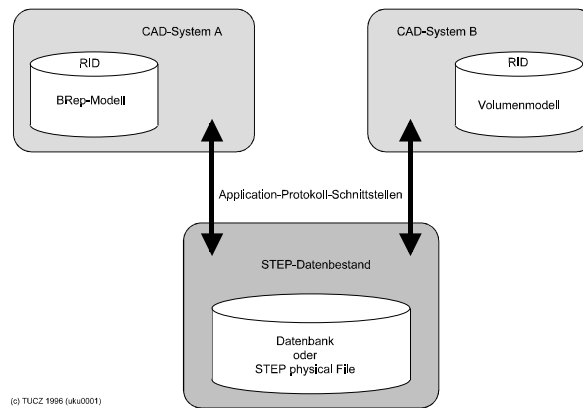 CAD-System A
RID
BRep-Modell
CAD-System B
RID
Volumenmodell
Application-Protokoll-Schnittstellen
STEP-Datenbestand
Datenbank
oder
STEP physical File
(c) TUCZ 1996 (uku0001)